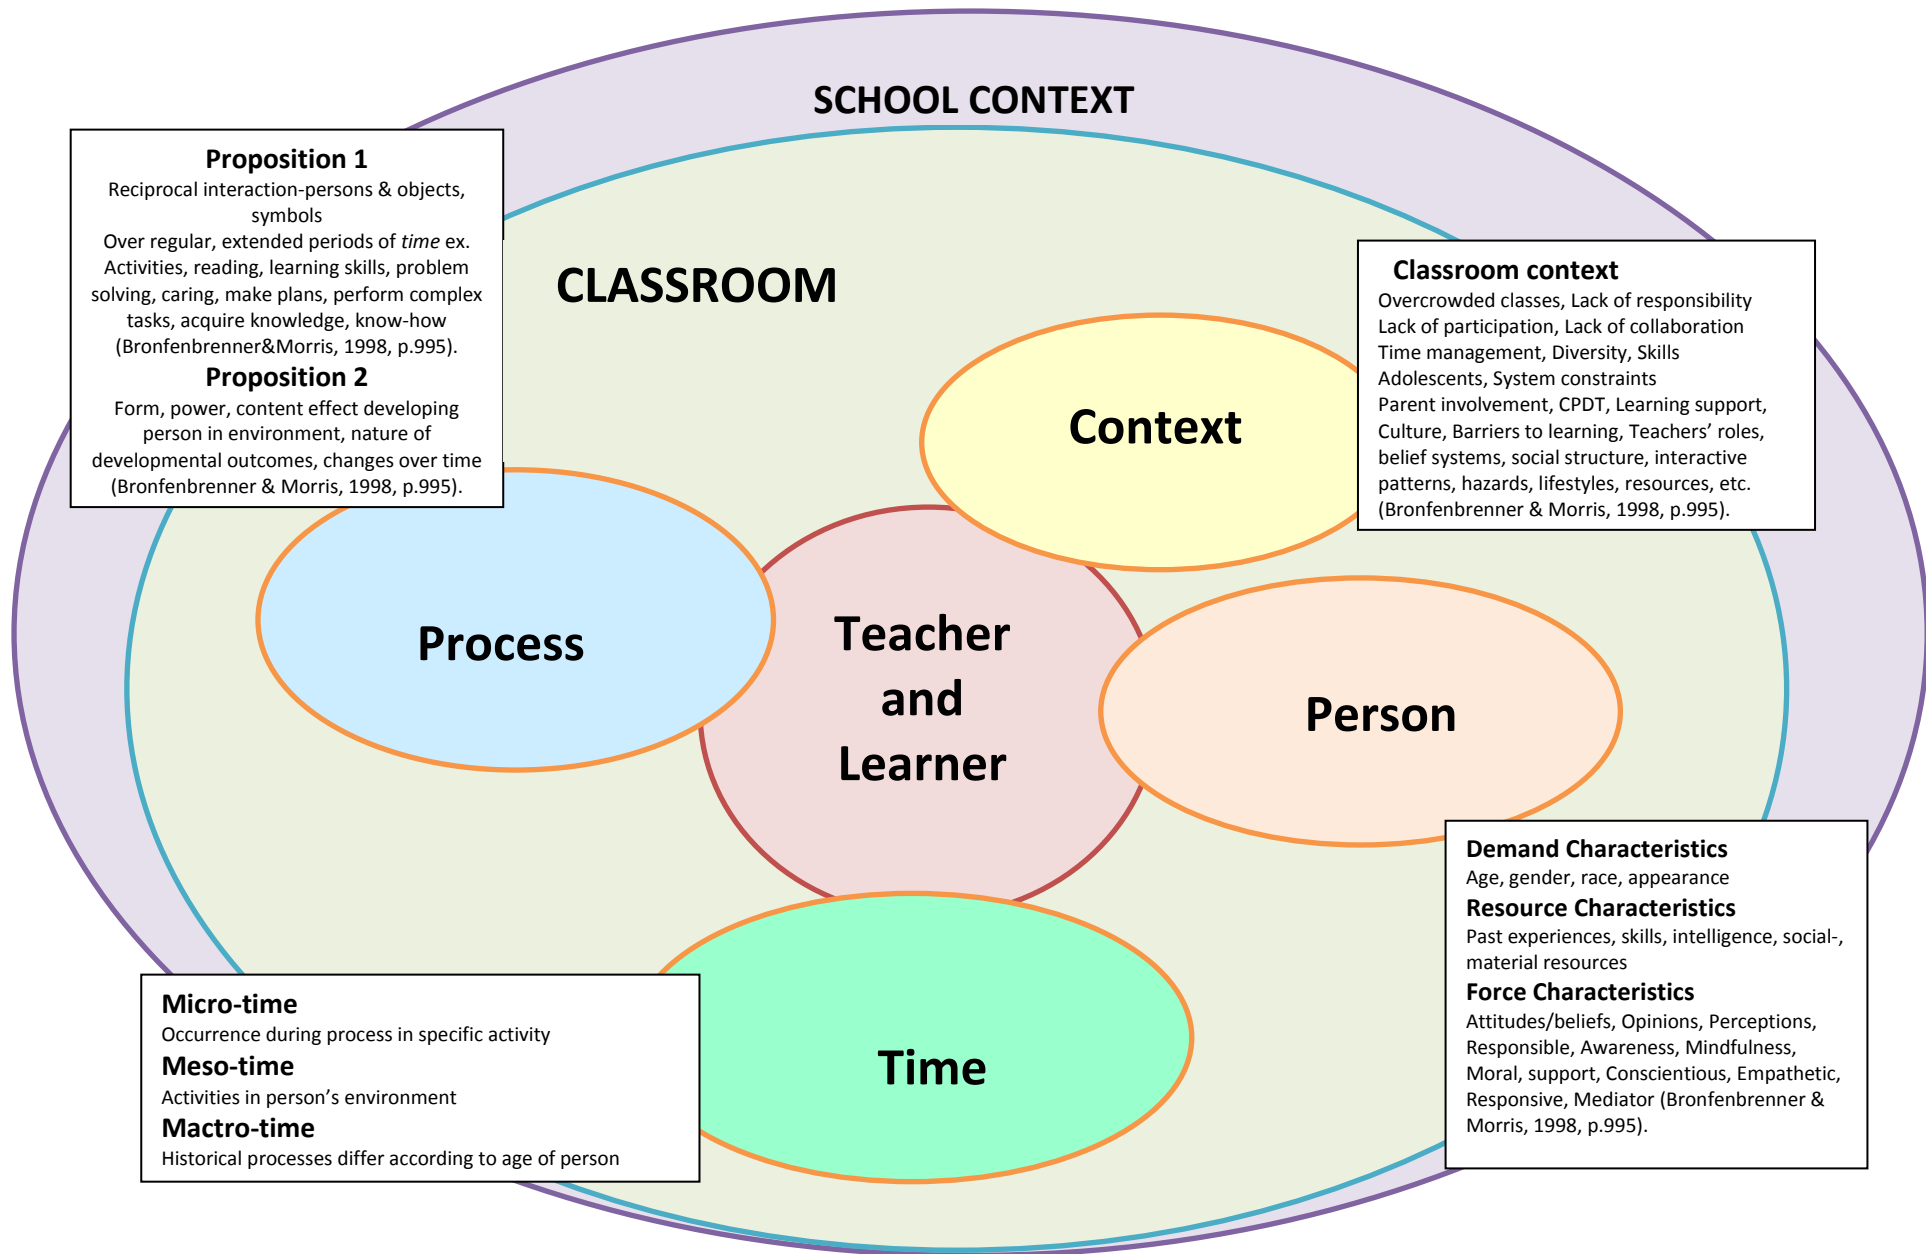 SCHOOL CONTEXT
Proposition 1
Reciprocal interaction-persons & objects,
symbols
Over regular, extended periods of time ex.
Activities, reading, learning skills, problem
solving, caring, make plans, perform complex
tasks, acquire knowledge, know-how
(Bronfenbrenner&Morris, 1998, p.995).
Proposition 2
Form, power, content effect developing
person in environment, nature of
developmental outcomes, changes over time
(Bronfenbrenner & Morris, 1998, p.995).
CLASSROOM
Classroom context
Overcrowded classes, Lack of responsibility
Lack of participation, Lack of collaboration
Time management, Diversity, Skills
Adolescents, System constraints
Parent involvement, CPDT, Learning support,
Culture, Barriers to learning, Teachers’ roles,
belief systems, social structure, interactive
patterns, hazards, lifestyles, resources, etc.
(Bronfenbrenner & Morris, 1998, p.995).
Context
Process
Teacher
and
Learner
Person
Demand Characteristics
Age, gender, race, appearance
Resource Characteristics
Past experiences, skills, intelligence, social-,
material resources
Force Characteristics
Attitudes/beliefs, Opinions, Perceptions,
Responsible, Awareness, Mindfulness,
Moral, support, Conscientious, Empathetic,
Responsive, Mediator (Bronfenbrenner &
Morris, 1998, p.995).
Micro-time
Occurrence during process in specific activity
Meso-time
Activities in person’s environment
Mactro-time
Historical processes differ according to age of person
Time